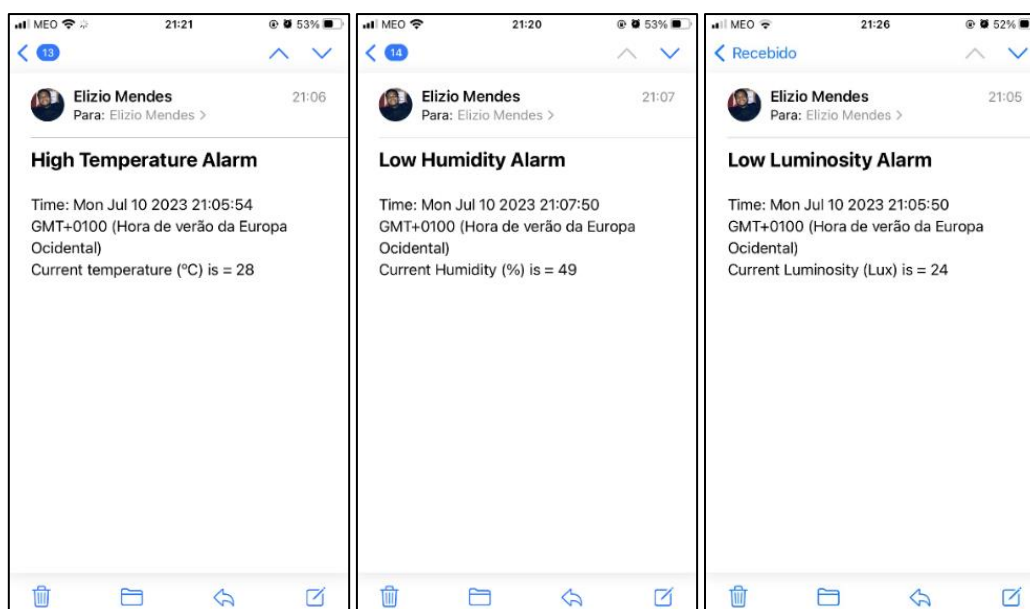 MEO 21:21 53%
13
Elizio Mendes 21:06
Para: Elizio Mendes >
High Temperature Alarm
Time: Mon Jul 10 2023 21:05:54
GMT+0100 (Hora de verão da Europa
Ocidental)
Current temperature (ºC) is = 28
MEO 21:20 53%
14
Elizio Mendes 21:07
Para: Elizio Mendes >
Low Humidity Alarm
Time: Mon Jul 10 2023 21:07:50
GMT+0100 (Hora de verão da Europa
Ocidental)
Current Humidity (%) is = 49
MEO 21:26 52%
Recebido
Elizio Mendes 21:05
Para: Elizio Mendes >
Low Luminosity Alarm
Time: Mon Jul 10 2023 21:05:50
GMT+0100 (Hora de verão da Europa
Ocidental)
Current Luminosity (Lux) is = 24